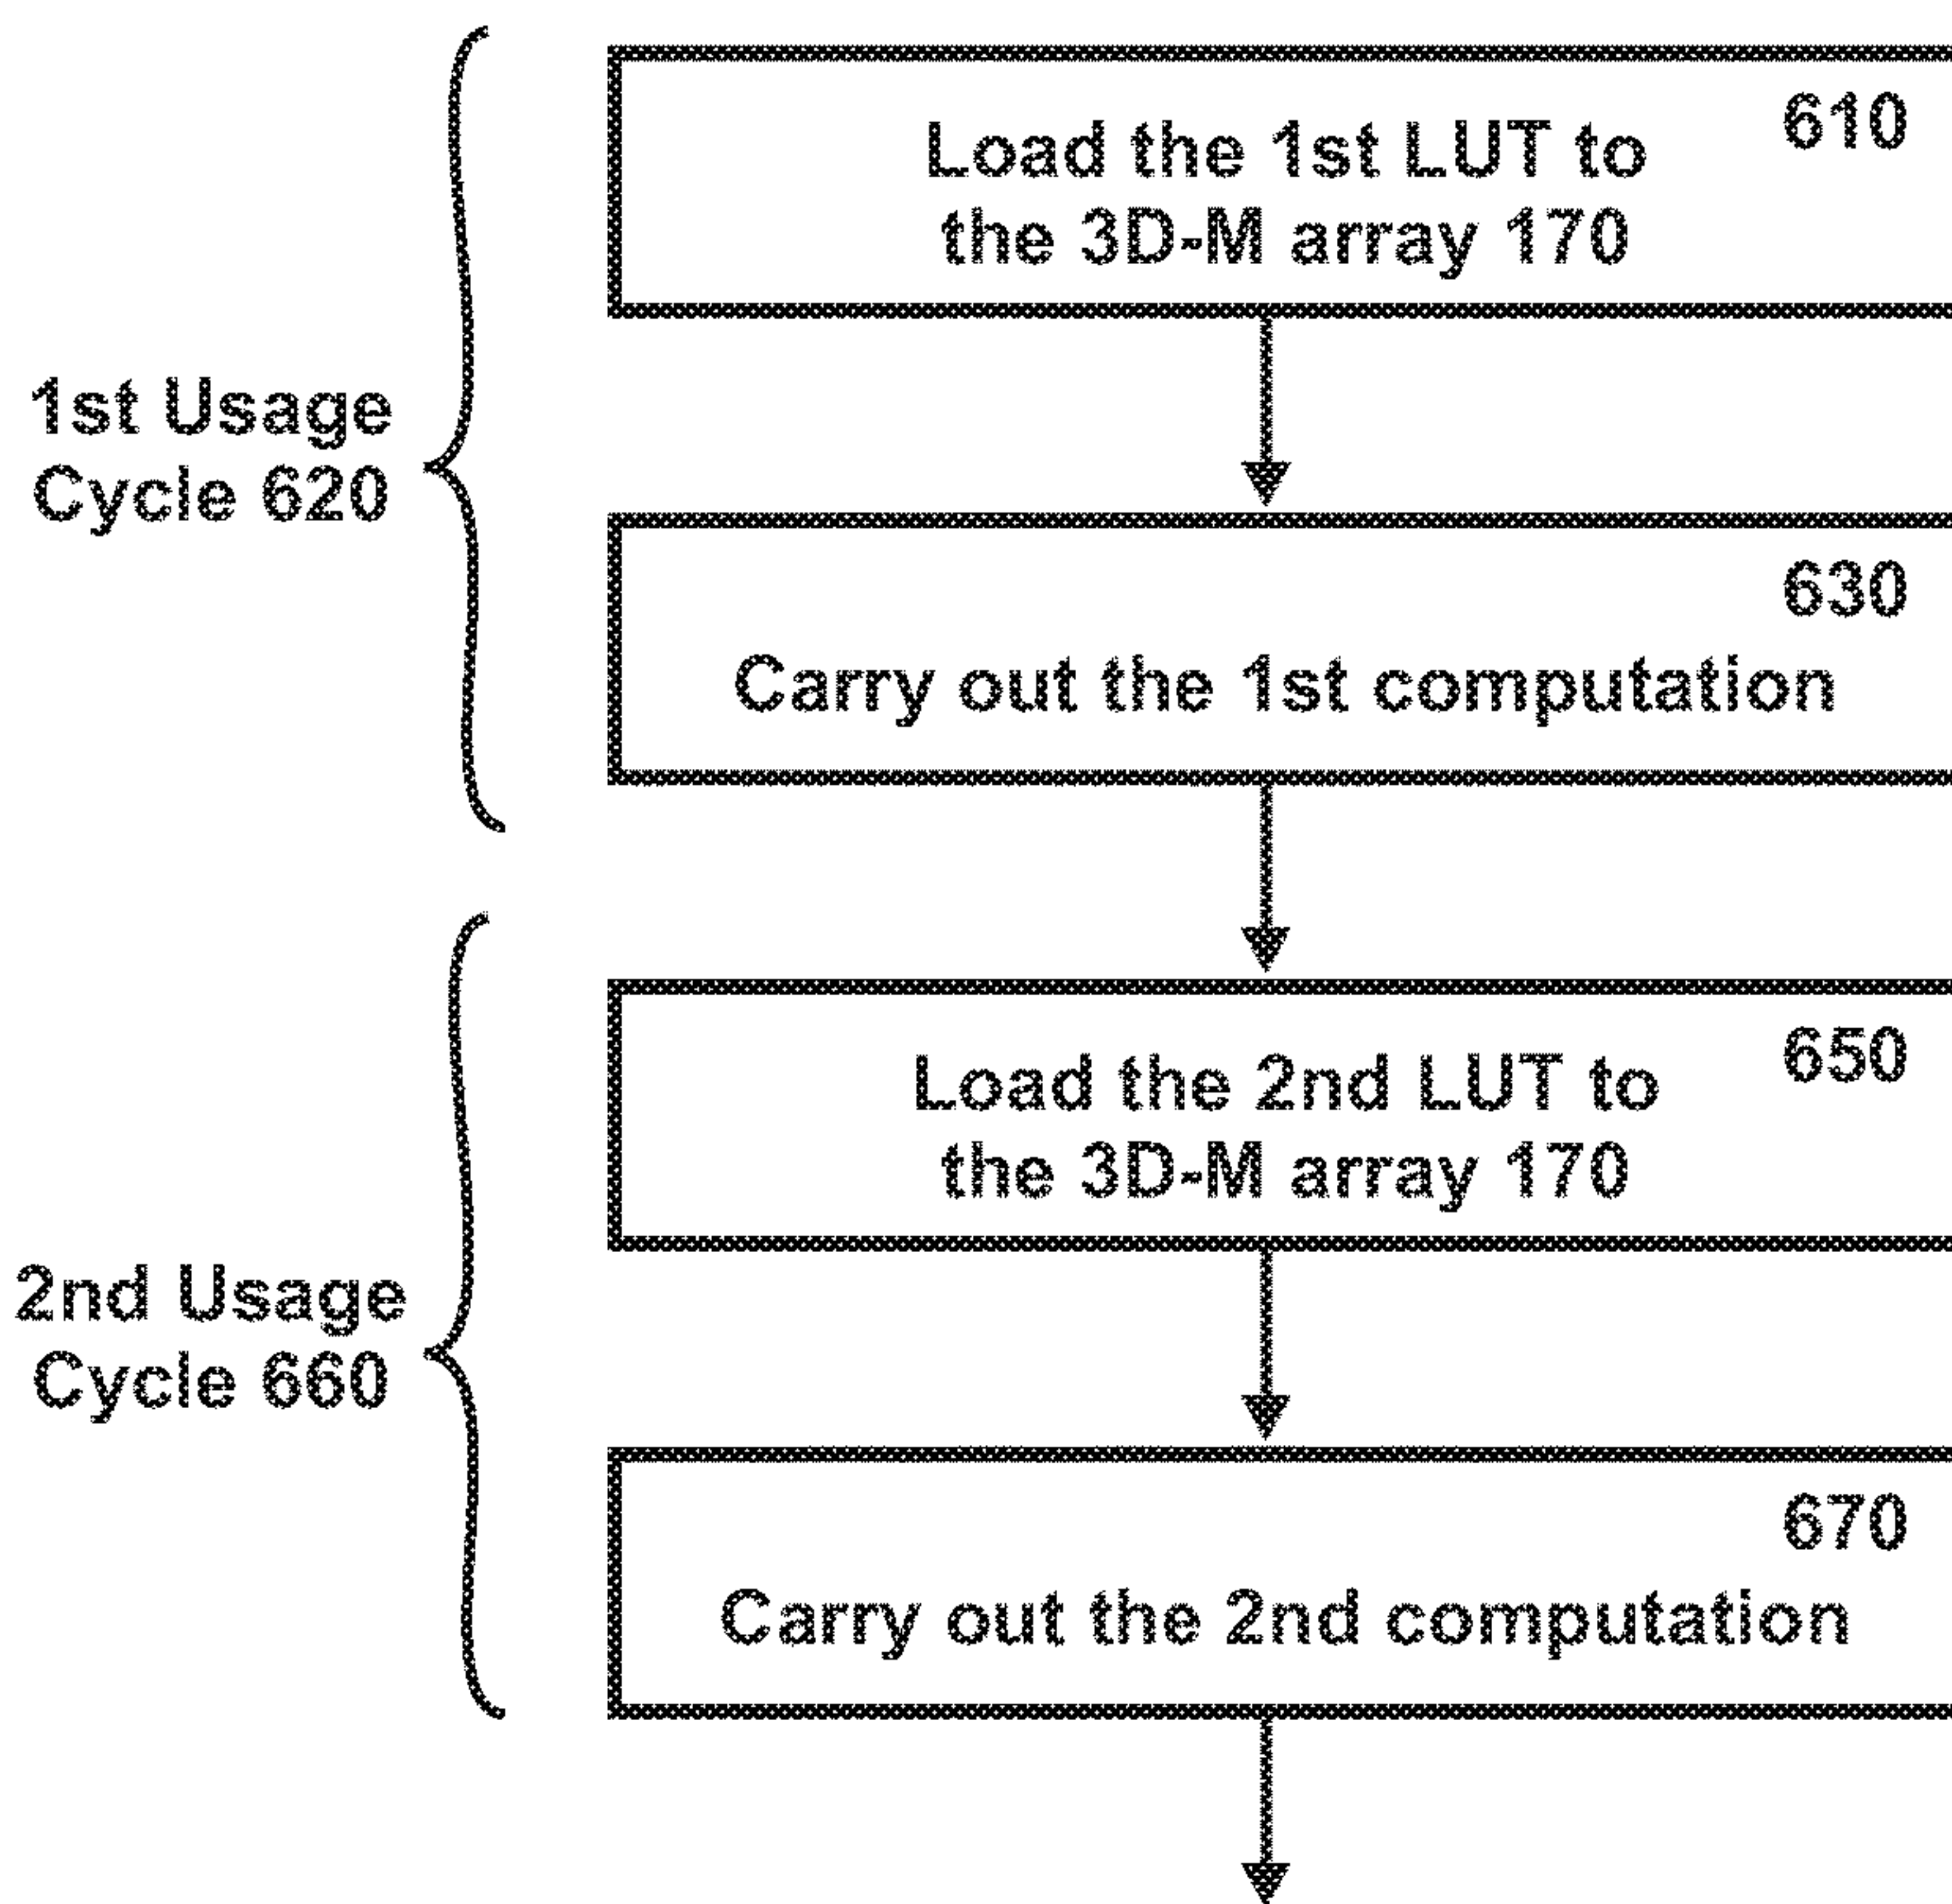 610
Load the 1st LUT to
the 3D-M array 170
1st Usage
Cycle 620
630
Carry out the 1st computation
650
Load the 2nd LUT to
the 3D-M array 170
2nd Usage
Cycle 660
670
Carry out the 2nd computation